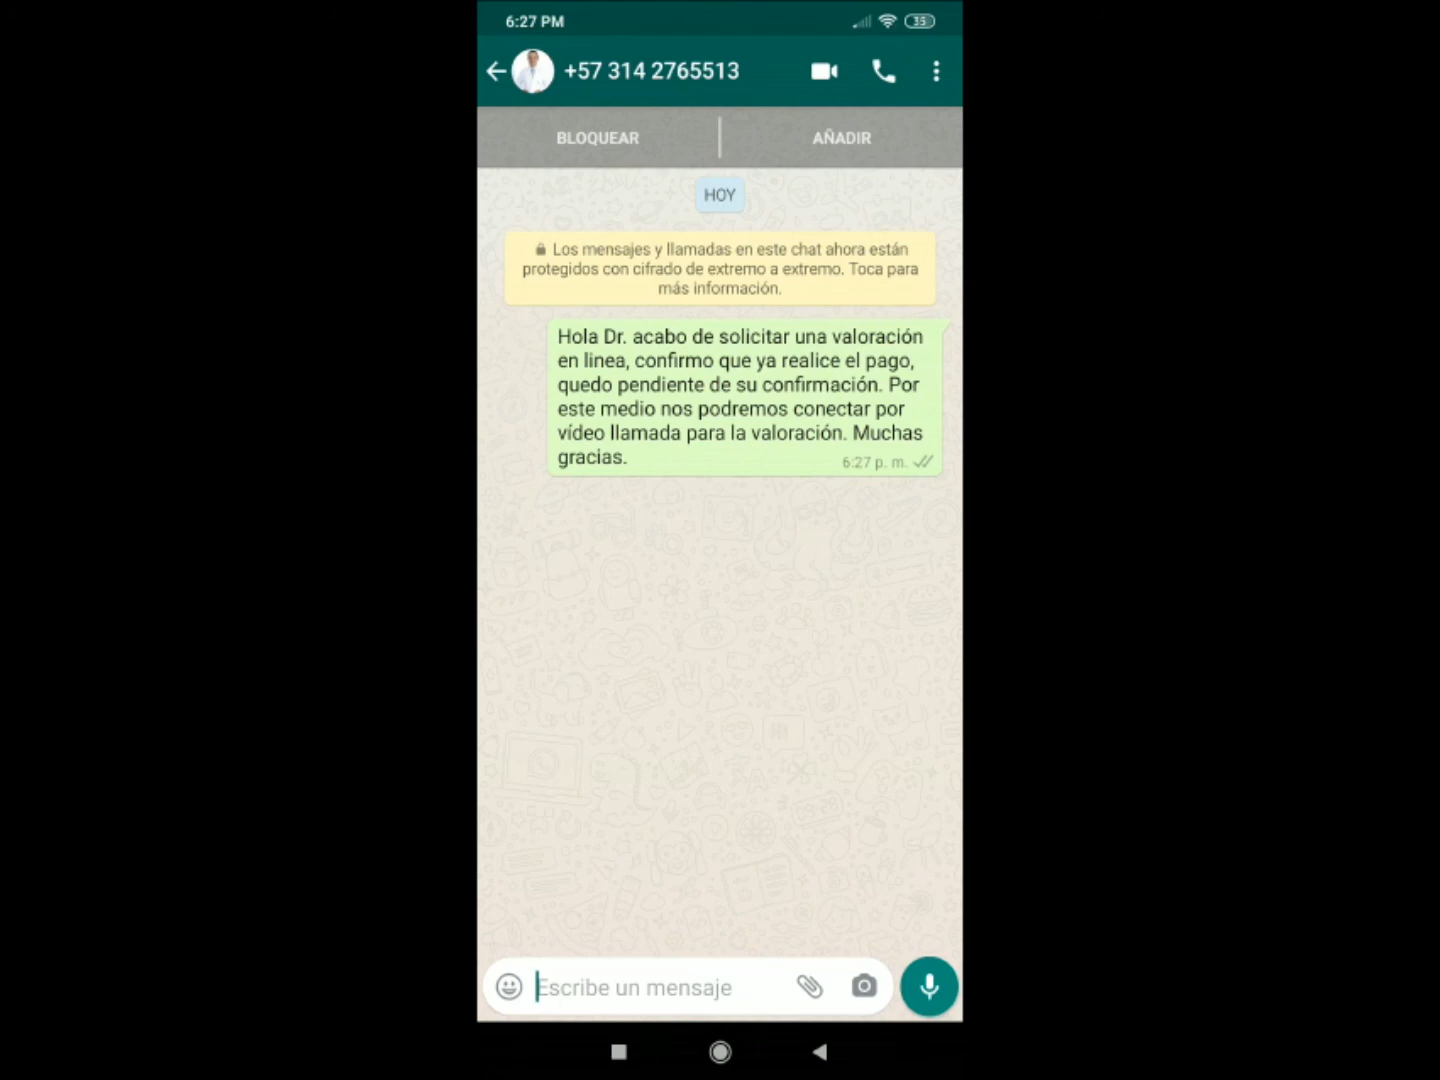 6:27 PM
35
+57 314 2765513
BLOQUEAR
AÑADIR
HOY
Los mensajes y llamadas en este chat ahora están
protegidos con cifrado de extremo a extremo. Toca para
más información.
Hola Dr. acabo de solicitar una valoración
en linea, confirmo que ya realice el pago,
quedo pendiente de su confirmación. Por
este medio nos podremos conectar por
vídeo llamada para la valoración. Muchas
gracias.
6:27 p. m.
Escribe un mensaje